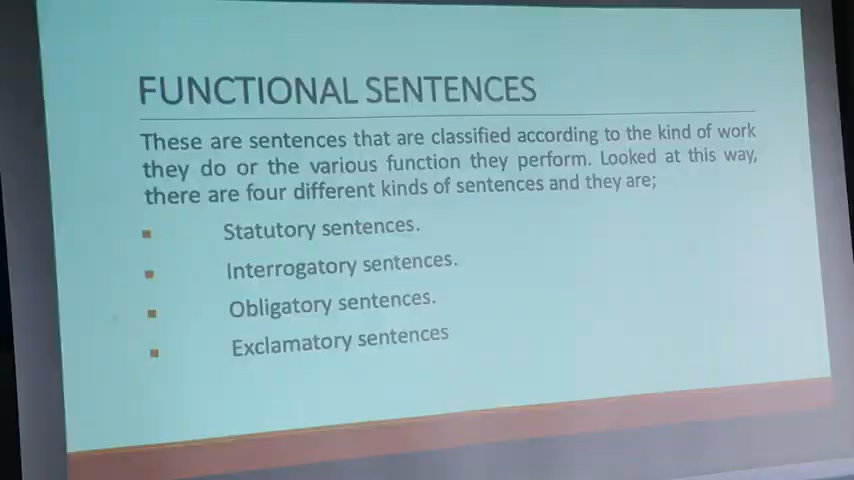 FUNCTIONAL SENTENCES
These are sentences that are classified according to the kind of work
they do or the various function they perform. Looked at this way,
there are four different kinds of sentences and they are;
Statutory sentences.
Interrogatory sentences.
Obligatory sentences.
Exclamatory sentences